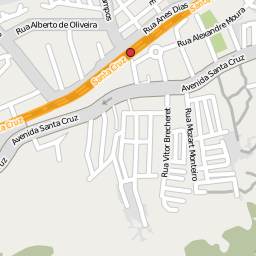 Rua Alberto de Oliveira
Rua Anes Dias
Rua Alexandre Moura
Santa Cruz
Avenida Santa Cruz
Avenida Santa Cruz
Rua Vitor Brecheret
Rua Mozart Monteiro